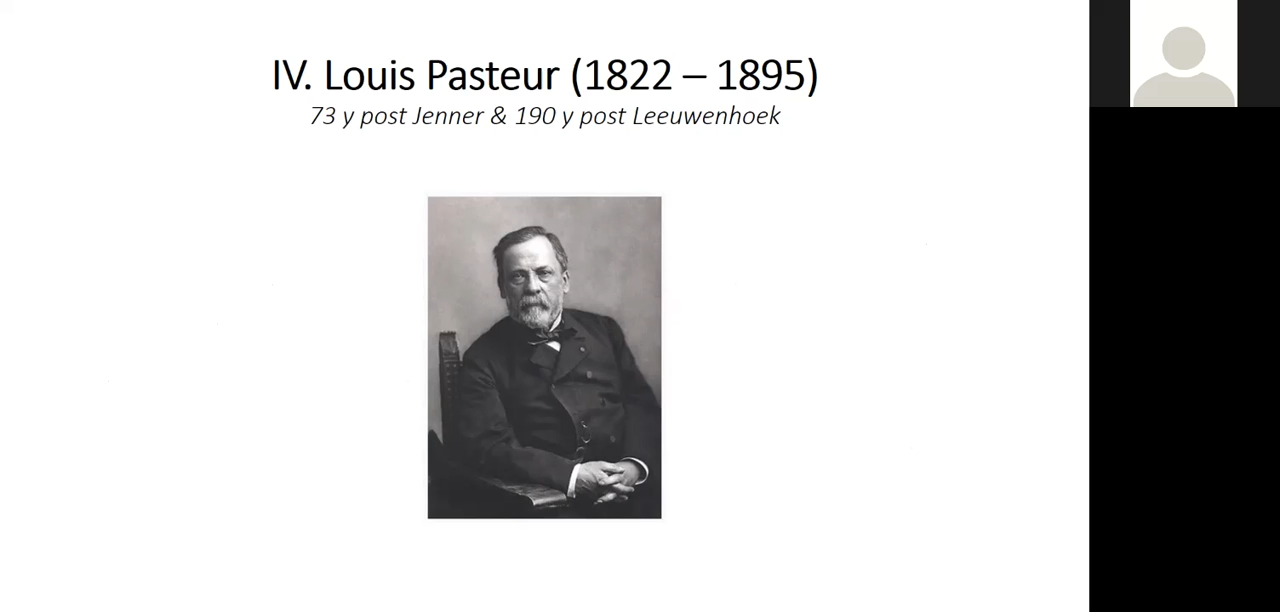 IV. Louis Pasteur (1822 – 1895)
73 y post Jenner & 190 y post Leeuwenhoek